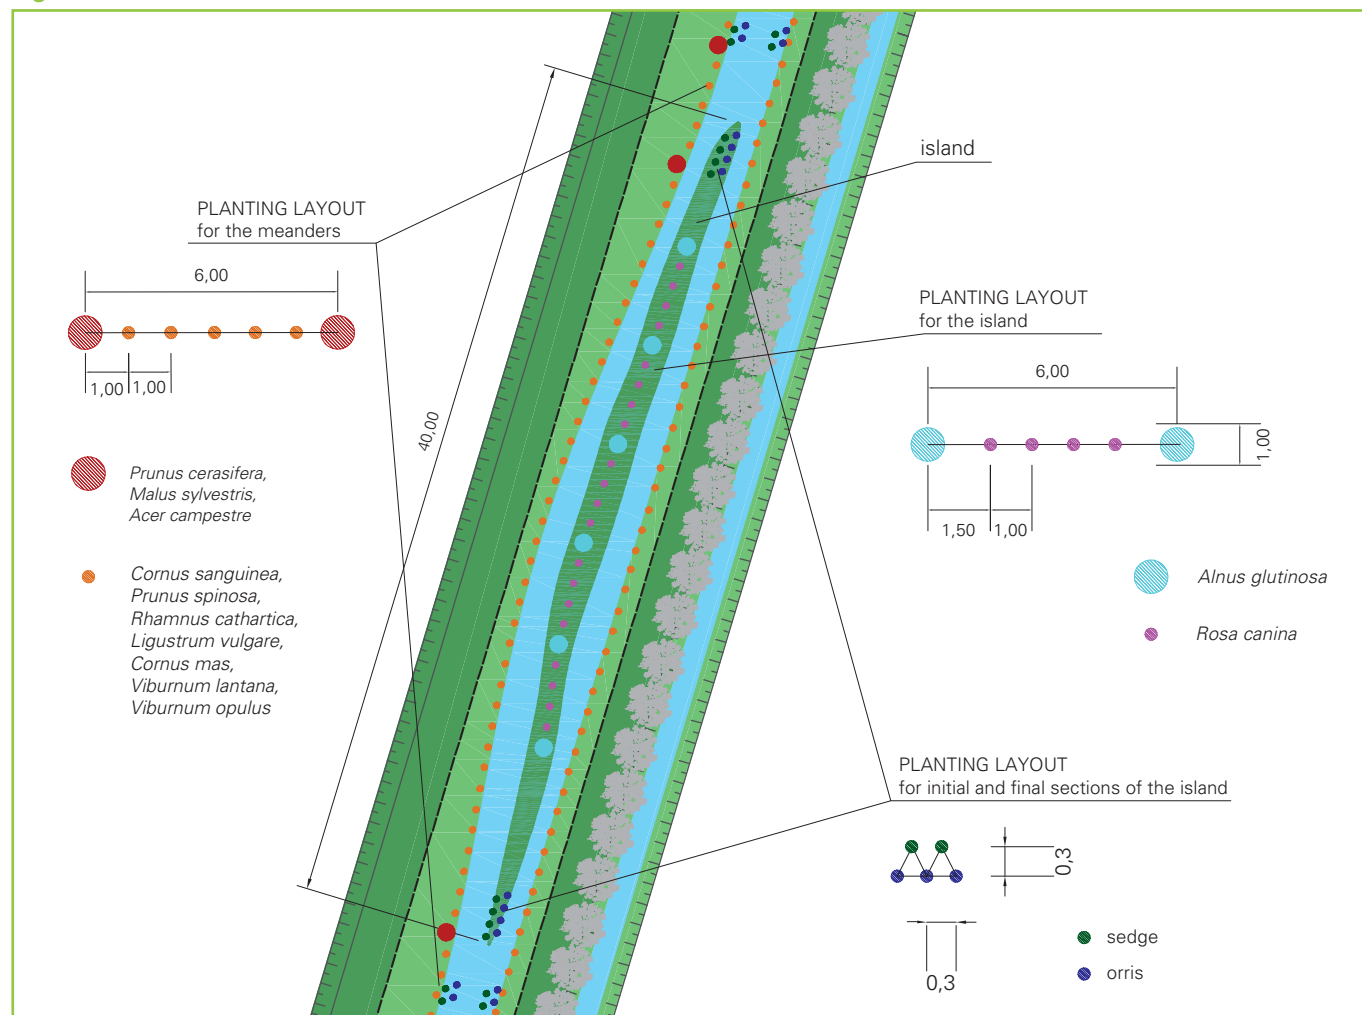 island
PLANTING LAYOUT
for the meanders
6,00
1,00
1,00
40,00
Prunus cerasifera,
Malus sylvestris,
Acer campestre
Cornus sanguinea,
Prunus spinosa,
Rhamnus cathartica,
Ligustrum vulgare,
Cornus mas,
Viburnum lantana,
Viburnum opulus
PLANTING LAYOUT
for the island
6,00
1,00
1,50
1,00
Alnus glutinosa
Rosa canina
PLANTING LAYOUT
for initial and final sections of the island
0,3
0,3
sedge
orris